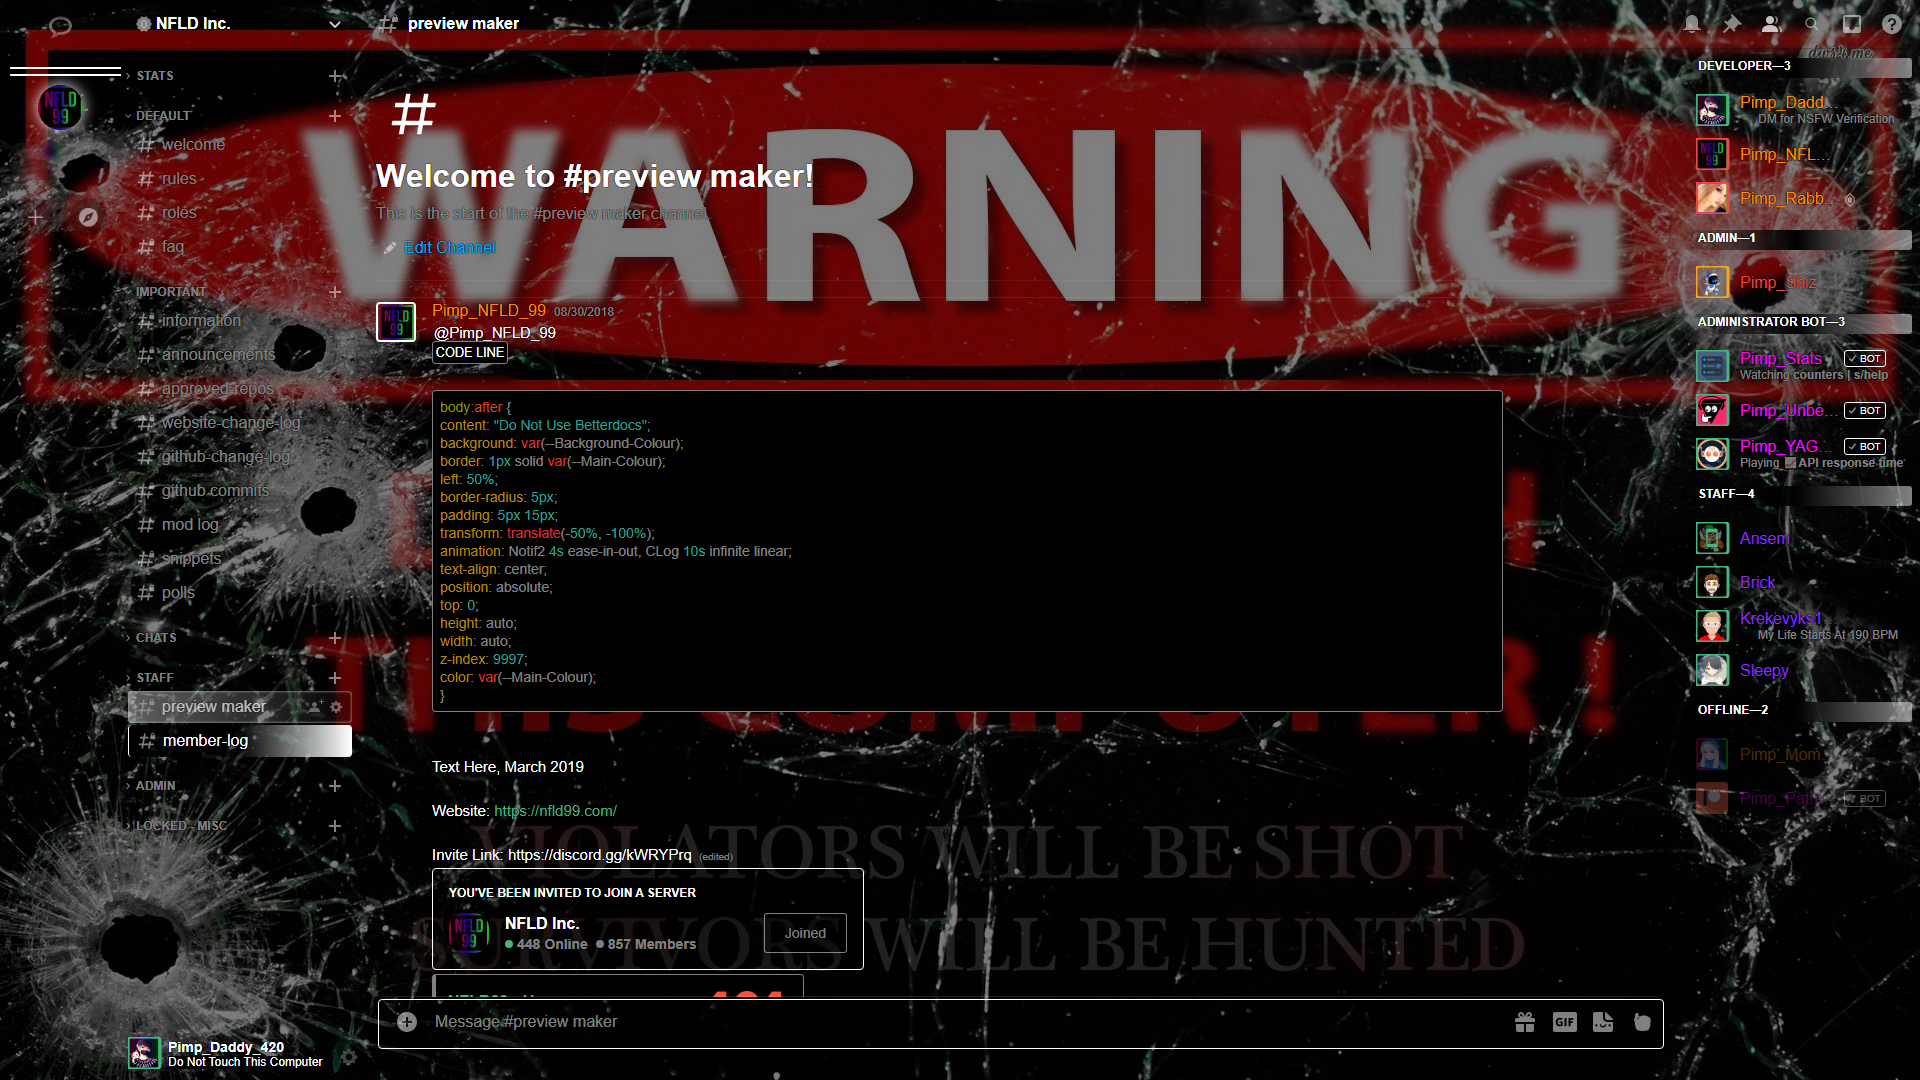 NFLD Inc.
preview maker
NFLD
99
STATS
DEFAULT
welcome
rules
roles
faq
IMPORTANT
information
announcements
approved-repos
website-change-log
github-change-log
github commits
mod log
snippets
polls
CHATS
STAFF
preview maker
member-log
ADMIN
LOCKED - MISC
Pimp_Daddy_420
Do Not Touch This Computer
WARNING
#
Welcome to #preview maker!
This is the start of the #preview maker channel.
Edit Channel
NFLD
99
Pimp_NFLD_99 08/30/2018
@Pimp_NFLD_99
CODE LINE
body:after {
content: "Do Not Use Betterdocs";
background: var(--Background-Colour);
border: 1px solid var(--Main-Colour);
left: 50%;
border-radius: 5px;
padding: 5px 15px;
transform: translate(-50%, -100%);
animation: Notif2 4s ease-in-out, CLog 10s infinite linear;
text-align: center;
position: absolute;
top: 0;
height: auto;
width: auto;
z-index: 9997;
color: var(--Main-Colour);
}
THIS COMPUTER!
Text Here, March 2019
Website: https://nfld99.com/
VIOLATORS WILL BE SHOT
Invite Link: https://discord.gg/kWRYPrq (edited)
YOU'VE BEEN INVITED TO JOIN A SERVER
NFLD
99
NFLD Inc.
448 Online 857 Members
Joined
SURVIVORS WILL BE HUNTED
Message #preview maker
GIF
DEVELOPER—3
Pimp_Dadd...
DM for NSFW Verification
NFLD
99
Pimp_NFL...
Pimp_Rabb...
ADMIN—1
Pimp_Shiz
ADMINISTRATOR BOT—3
Pimp_Stats BOT
Watching counters | s/help
Pimp_Unbe... BOT
Pimp_YAG... BOT
Playing API response time
STAFF—4
Ansem
Brick
Krekevyks1...
My Life Starts At 190 BPM
Sleepy
OFFLINE—2
Pimp_Mom...
BOT